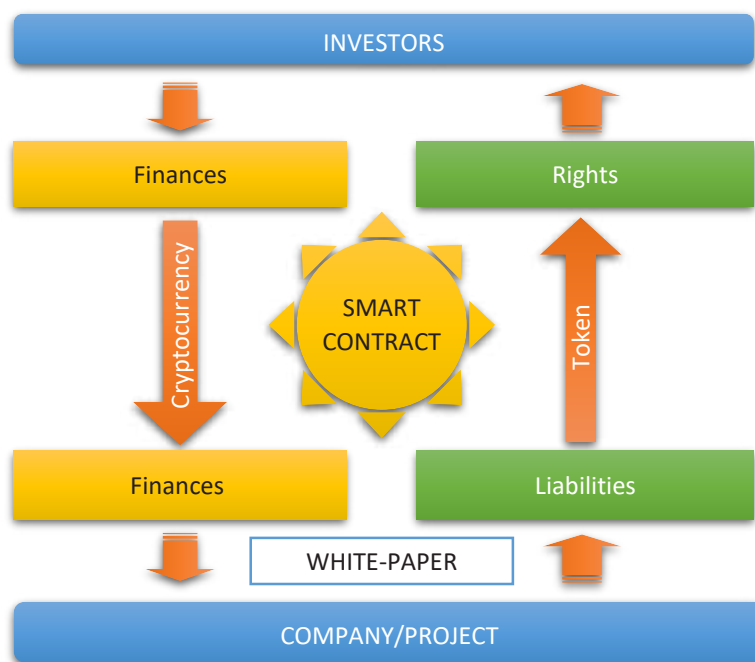 INVESTORS
Finances
Rights
Cryptocurrency
SMART
CONTRACT
Token
Finances
Liabilities
WHITE-PAPER
COMPANY/PROJECT